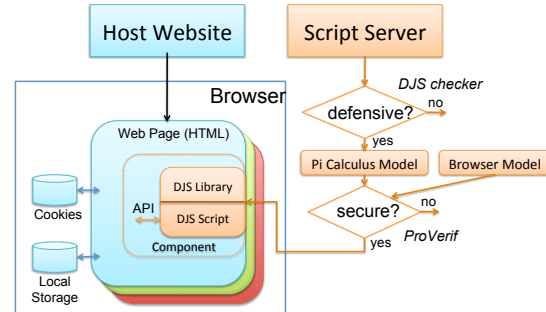 Host Website
Script Server
Browser
DJS checker
defensive?
no
yes
Web Page (HTML)
Pi Calculus Model
Browser Model
DJS Library
API
DJS Script
Component
Cookies
secure?
no
yes
ProVerif
Local
Storage